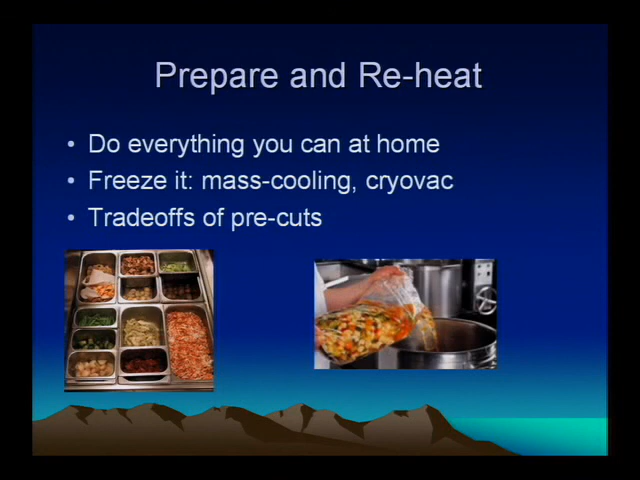 Prepare and Re-heat
• Do everything you can at home
• Freeze it: mass-cooling, cryovac
• Tradeoffs of pre-cuts